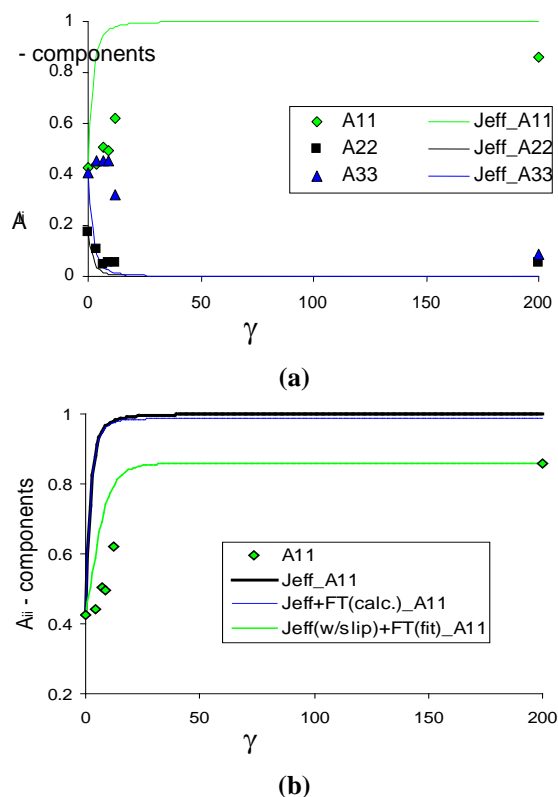 1
- components
0.8
0.6
0.4
0.2
0
A11 Jeff_A11
A22 Jeff_A22
A33 Jeff_A33
Aii
0 50 100 150 200
γ
(a)
1
0.8
0.6
0.4
0.2
Aii - components
A11
Jeff_A11
Jeff+FT(calc.)_A11
Jeff(w/slip)+FT(fit)_A11
0 50 100 150 200
γ
(b)